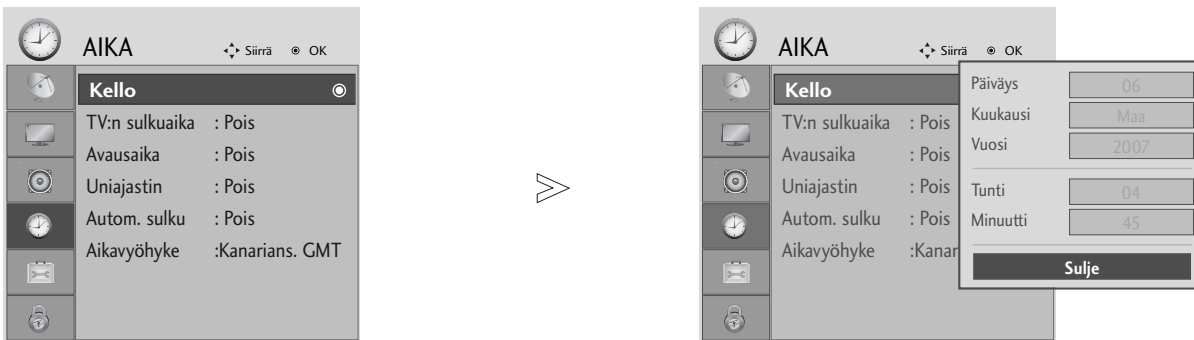 AIKA Siirrä OK
Kello
TV:n sulkuaika : Pois
Avausaika : Pois
Uniajastin : Pois
Autom. sulku : Pois
Aikavyöhyke :Kanarians. GMT
AIKA Siirrä OK
Kello
TV:n sulkuaika : Pois
Avausaika : Pois
Uniajastin : Pois
Autom. sulku : Pois
Aikavyöhyke :Kanar
Päiväys 06
Kuukausi Maa
Vuosi 2007
Tunti 04
Minuutti 45
Sulje